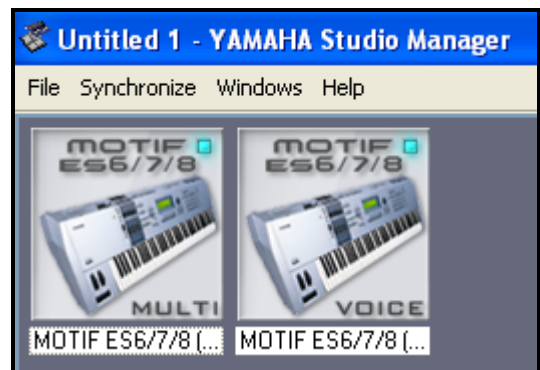 Untitled 1 - YAMAHA Studio Manager
File Synchronize Windows Help
MOTIF
ES6/7/8
MULTI
MOTIF ES6/7/8 (...
MOTIF
ES6/7/8
VOICE
MOTIF ES6/7/8 (...